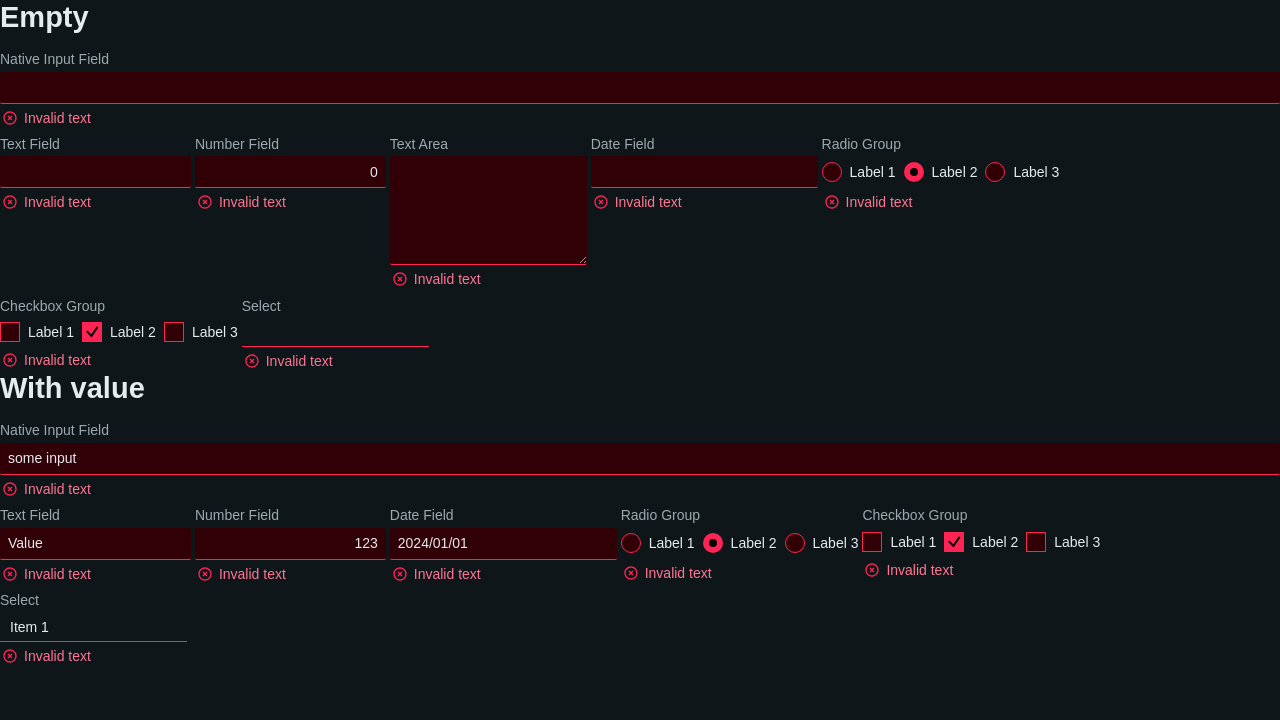 Empty
Native Input Field
Invalid text
Text Field Number Field Text Area Date Field Radio Group
0 Label 1 Label 2 Label 3
Invalid text Invalid text Invalid text Invalid text
Invalid text
Checkbox Group Select
Label 1 Label 2 Label 3
Invalid text Invalid text
With value
Native Input Field
some input
Invalid text
Text Field Number Field Date Field Radio Group Checkbox Group
Value 123 2024/01/01 Label 1 Label 2 Label 3 Label 1 Label 2 Label 3
Invalid text Invalid text Invalid text Invalid text Invalid text
Select
Item 1
Invalid text